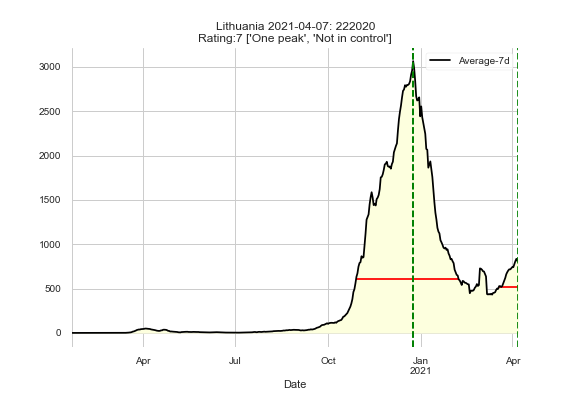 Lithuania 2021-04-07: 222020
Rating:7 ['One peak', 'Not in control']
Average-7d
3000
2500
2000
1500
1000
500
0
Apr
Jul
Oct
Jan
2021
Apr
Date